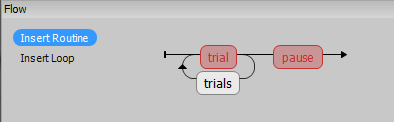 Flow
Insert Routine
trial
pause
Insert Loop
trials